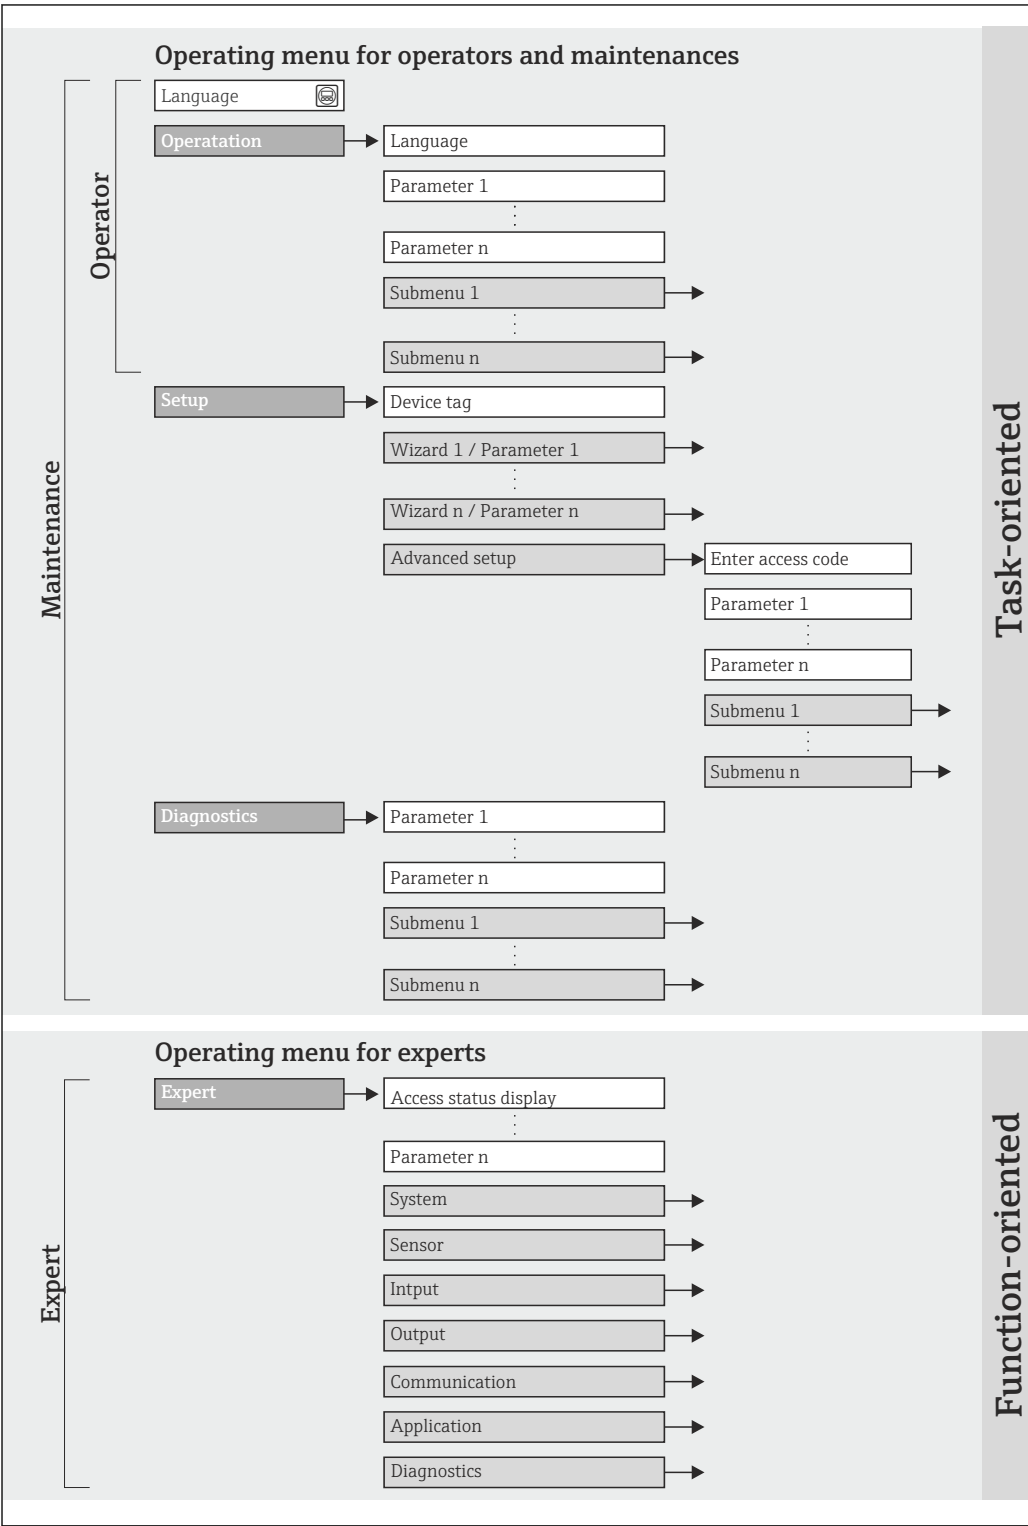 Operating menu for operators and maintenances
Language
Operatation
Language
Parameter 1
Parameter n
Submenu 1
Submenu n
Operator
Setup
Device tag
Wizard 1 / Parameter 1
Wizard n / Parameter n
Advanced setup
Enter access code
Parameter 1
Parameter n
Submenu 1
Submenu n
Maintenance
Diagnostics
Parameter 1
Parameter n
Submenu 1
Submenu n
Task-oriented
Operating menu for experts
Expert
Access status display
Parameter n
System
Sensor
Intput
Output
Communication
Application
Diagnostics
Expert
Function-oriented